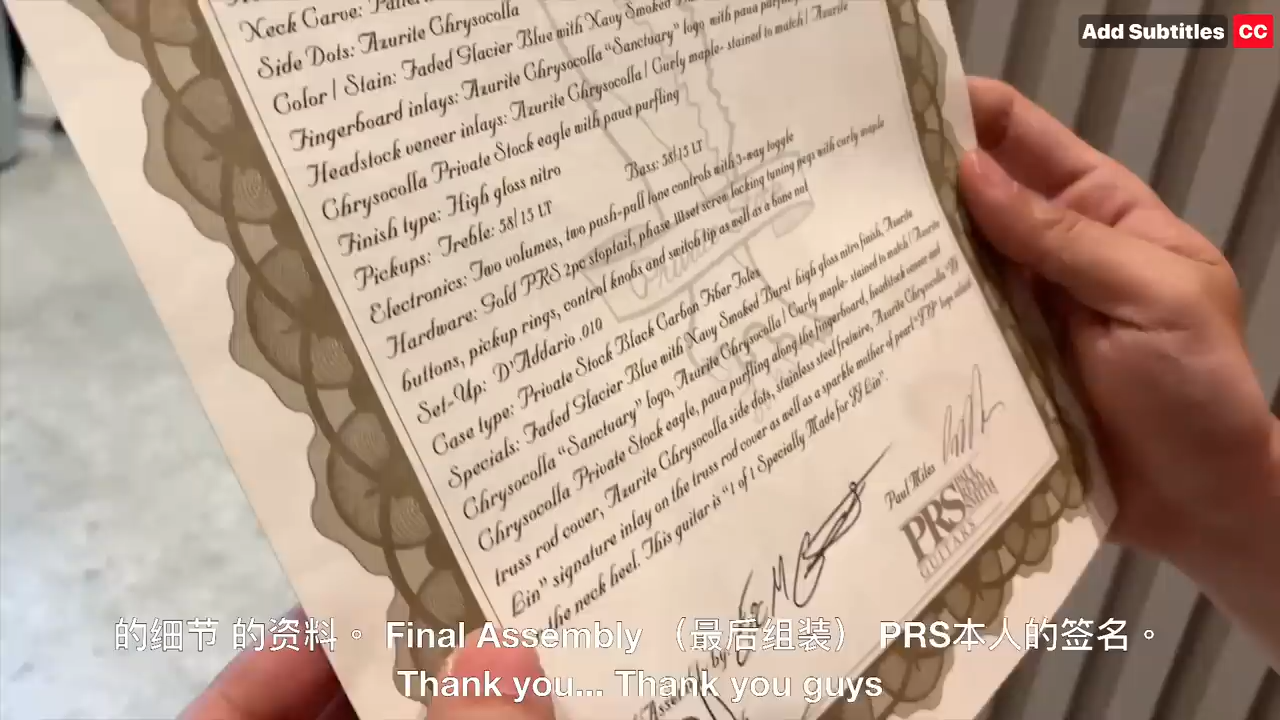 Add Subtitles CC
Neck Carve: Patter
Side Dots: Azurite Chrysocolla
Color | Stain: Faded Glacier Blue with Navy Smoked
Fingerboard inlays: Azurite Chrysocolla "Sanctuary" logo with paua purfling
Headstock veneer inlays: Azurite Chrysocolla | Curly maple- stained to match | Azurite
Chrysocolla Private Stock eagle with paua purfling
Finish type: High gloss nitro
Pickups: Treble: 58/15 LT Bass: 58/15 LT
Electronics: Two volumes, two push-pull tone controls with 3-way toggle
Hardware: Gold PRS 2pc stoptail, phase III set screw locking tuning pegs with curly maple
buttons, pickup rings, control knobs and switch tip as well as a bone nut
Set-Up: D'Addario .010
Case type: Private Stock Black Carbon Fiber Tolex
Specials: Faded Glacier Blue with Navy Smoked Burst high gloss nitro finish, Azurite
Chrysocolla "Sanctuary" logo, Azurite Chrysocolla | Curly maple- stained to match | Azurite
Chrysocolla Private Stock eagle, paua purfling along the fingerboard, headstock veneer and
truss rod cover, Azurite Chrysocolla side dots, stainless steel fretwire, Azurite Chrysocolla "JJ
Lin" signature inlay on the truss rod cover as well as a sparkle mother of pearl "JJ" logo
the neck heel. This guitar is "1 of 1 Specially Made for JJ Lin".
Paul Miles
PRS PAUL REED SMITH
GUITARS
Assembly by:
的细节 的资料。 Final Assembly （最后组装） PRS本人的签名。
Thank you... Thank you guys